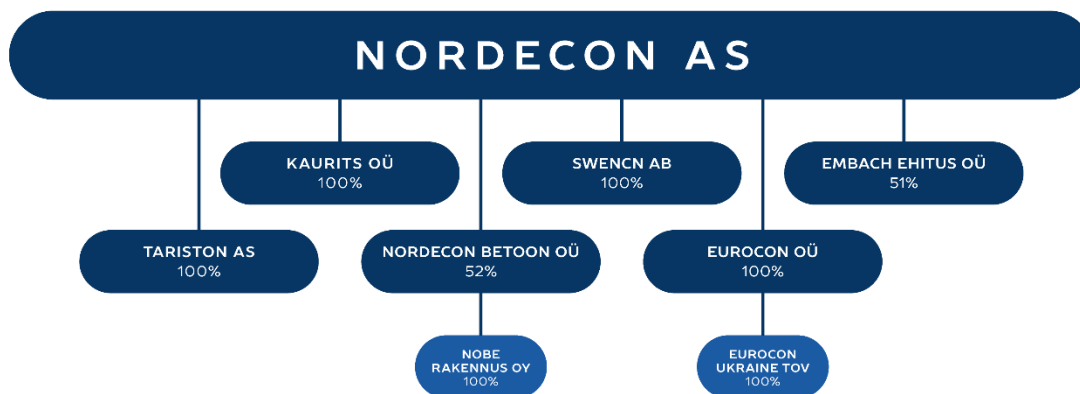 NORDECON AS
KAURITS OÜ
100%
SWENCN AB
100%
EMBACH EHITUS OÜ
51%
TARISTON AS
100%
NORDECON BETOON OÜ
52%
EUROCON OÜ
100%
NOBE
RAKENNUS OY
100%
EUROCON
UKRAINE TOV
100%